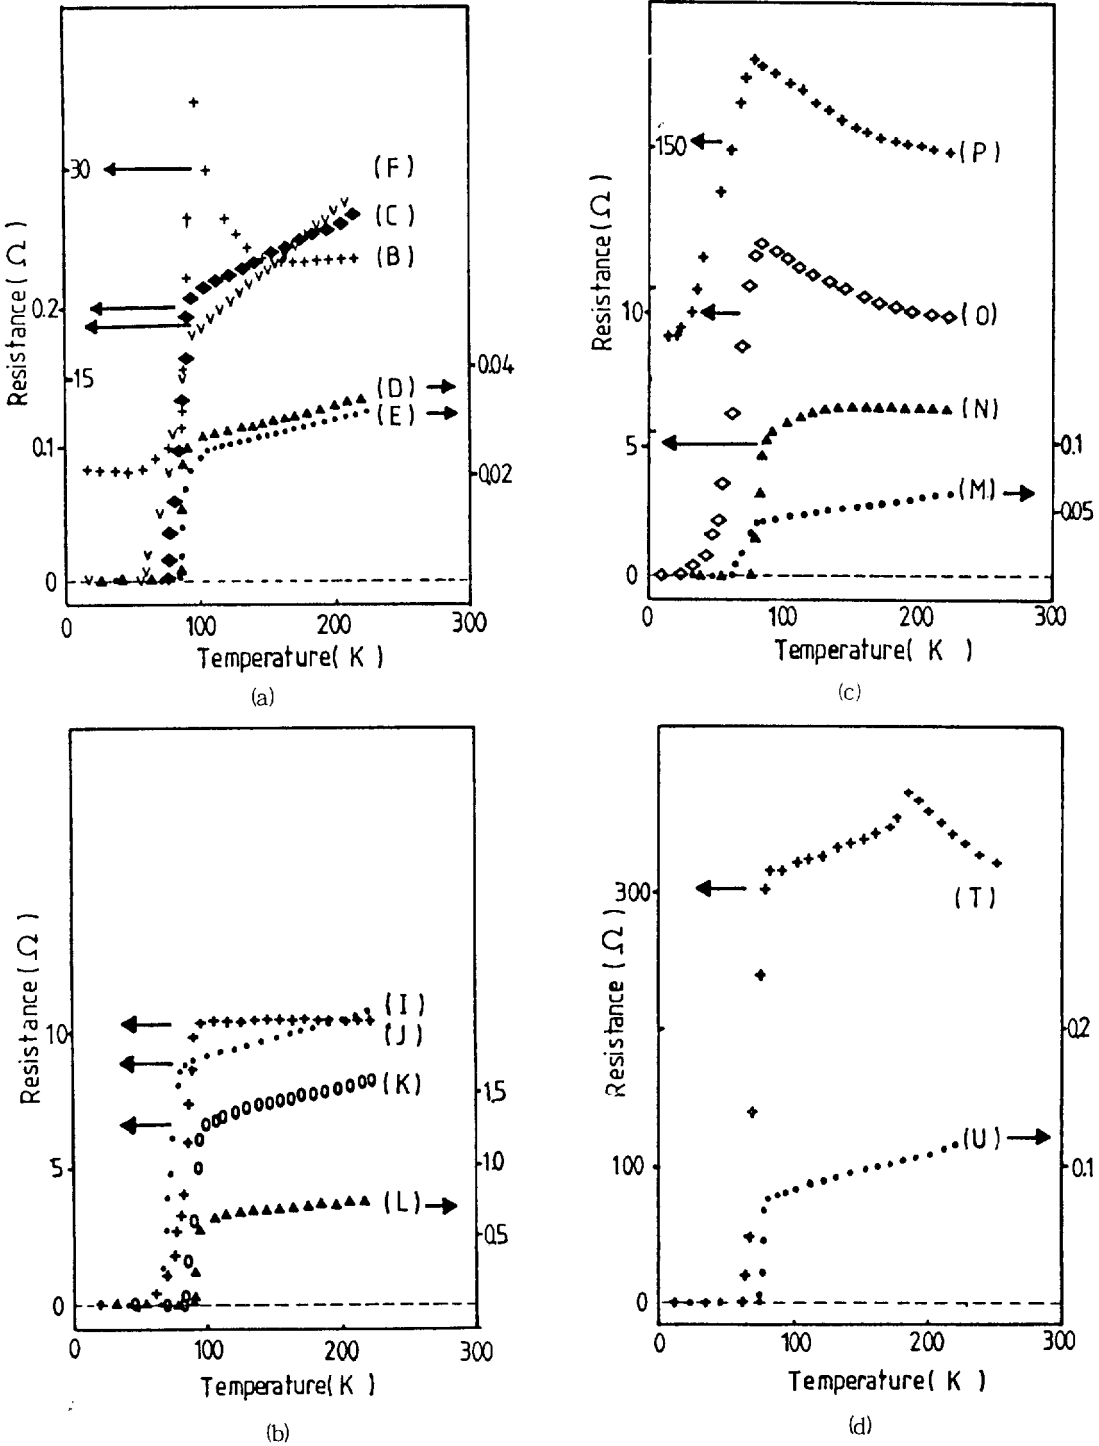 30
( F )
( C )
( B )
Resistance ( Ω )
0.2
0.04
15
( D )
( E )
0.1
0.02
0
0
100
200
300
Temperature( K )
(a)
150
( P )
Resistance ( Ω )
10
( O )
( N )
5
0.1
( M )
0.05
0
0
100
200
300
Temperature( K )
(c)
( I )
10
( J )
Resistance ( Ω )
( K )
1,5
5
1.0
( L )
0.5
0
0
100
200
300
Temperature( K )
(b)
300
( T )
Resistance ( Ω )
0.2
( U )
100
0.1
0
0
100
200
300
Temperature( K )
(d)